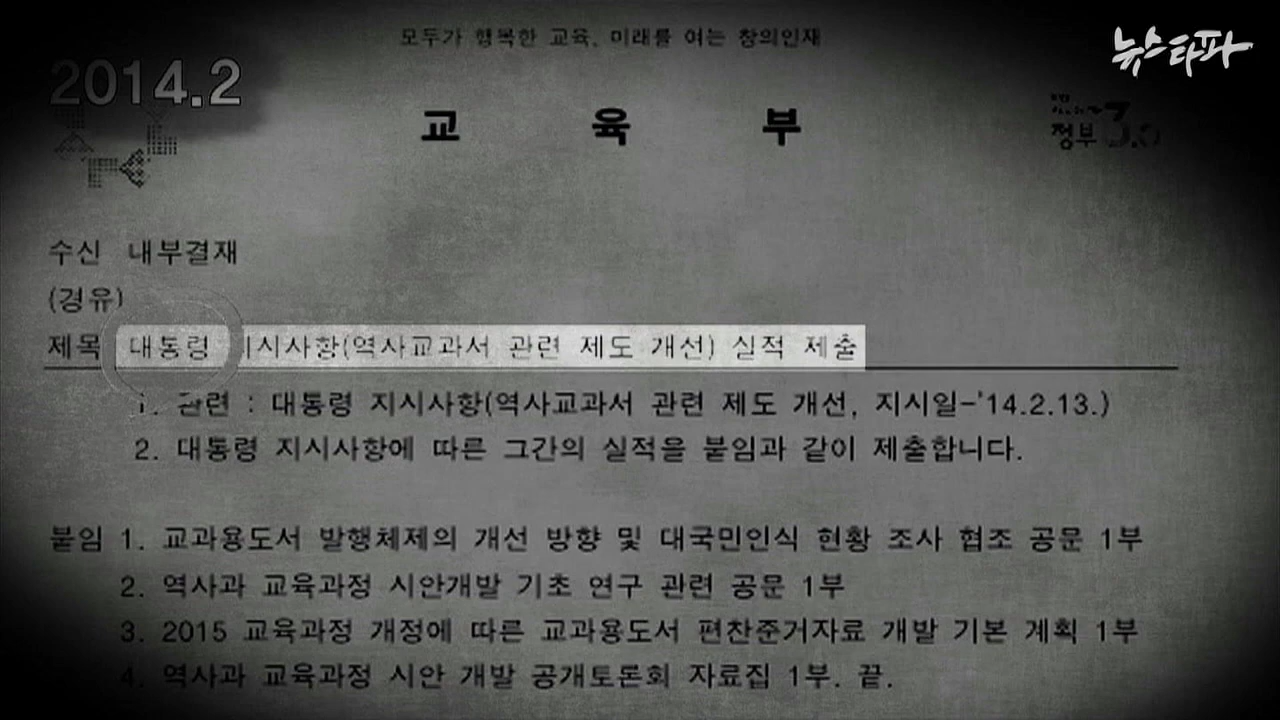 모두가 행복한 교육, 미래를 여는 창의인재
뉴스타파
2014.2
교 육 부
정부 3.0
수신 내부결재
(경유)
제목 대통령 지시사항(역사교과서 관련 제도 개선) 실적 제출
1. 관련 : 대통령 지시사항(역사교과서 관련 제도 개선, 지시일-'14.2.13.)
2. 대통령 지시사항에 따른 그간의 실적을 붙임과 같이 제출합니다.
붙임 1. 교과용도서 발행체제의 개선 방향 및 대국민인식 현황 조사 협조 공문 1부
2. 역사과 교육과정 시안개발 기초 연구 관련 공문 1부
3. 2015 교육과정 개정에 따른 교과용도서 편찬준거자료 개발 기본 계획 1부
4. 역사과 교육과정 시안 개발 공개토론회 자료집 1부. 끝.